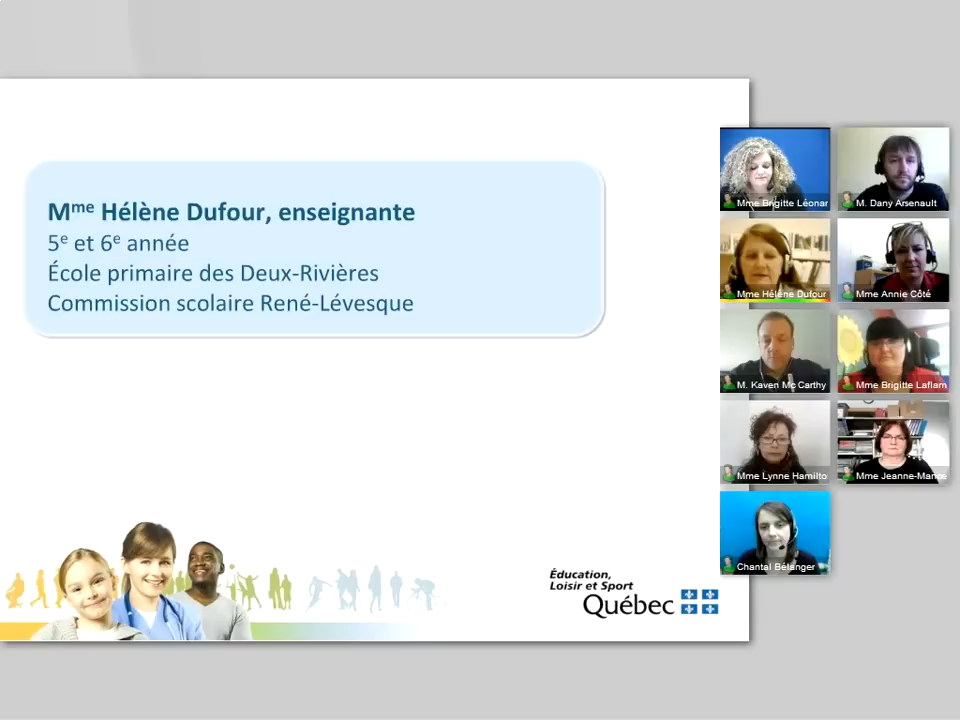 Mme Hélène Dufour, enseignante
5e et 6e année
École primaire des Deux-Rivières
Commission scolaire René-Lévesque
Mme Brigitte Léonar
M. Dany Arsenault
Mme Hélène Dufour
Mme Annie Côté
M. Kaven Mc Carthy
Mme Brigitte Laflam
Mme Lynne Hamilto
Mme Jeanne-Mance
Chantal Bélanger
Éducation,
Loisir et Sport
Québec